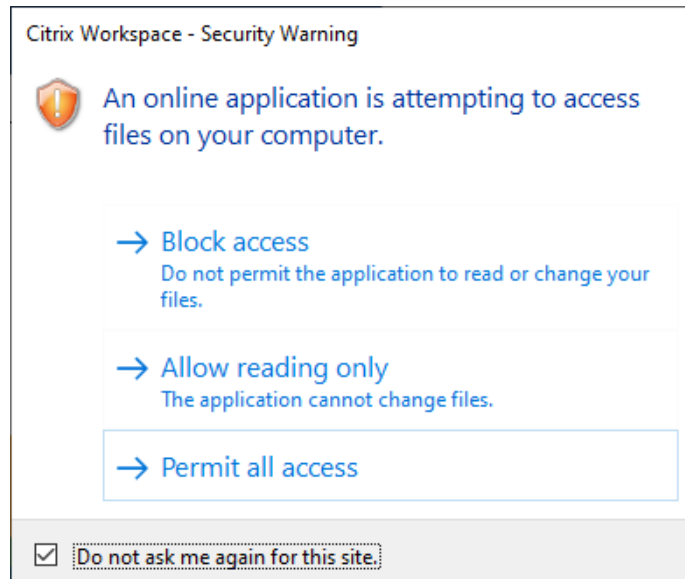 Citrix Workspace - Security Warning
An online application is attempting to access
files on your computer.
Block access
Do not permit the application to read or change your
files.
Allow reading only
The application cannot change files.
Permit all access
Do not ask me again for this site.